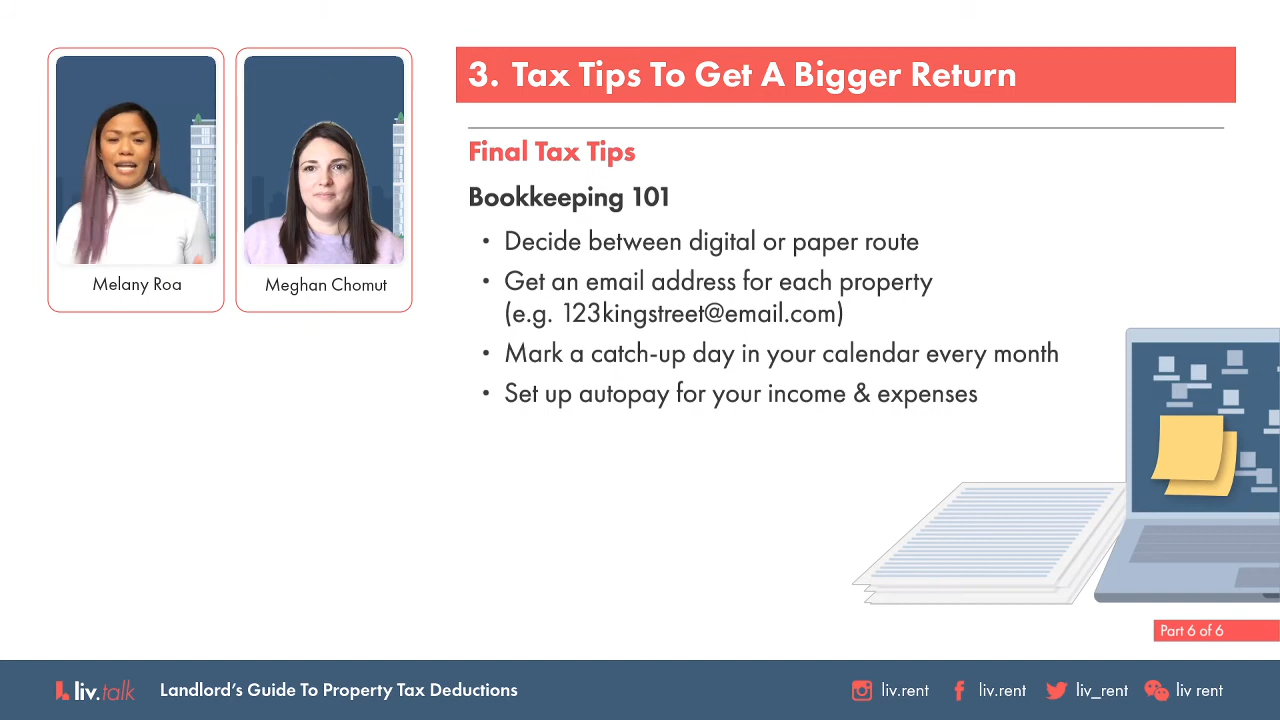 3. Tax Tips To Get A Bigger Return
Final Tax Tips
Bookkeeping 101
• Decide between digital or paper route
• Get an email address for each property
(e.g. 123kingstreet@email.com)
• Mark a catch-up day in your calendar every month
• Set up autopay for your income & expenses
Melany Roa
Meghan Chomut
Part 6 of 6
liv.talk
Landlord's Guide To Property Tax Deductions
liv.rent
liv.rent
liv_rent
liv rent